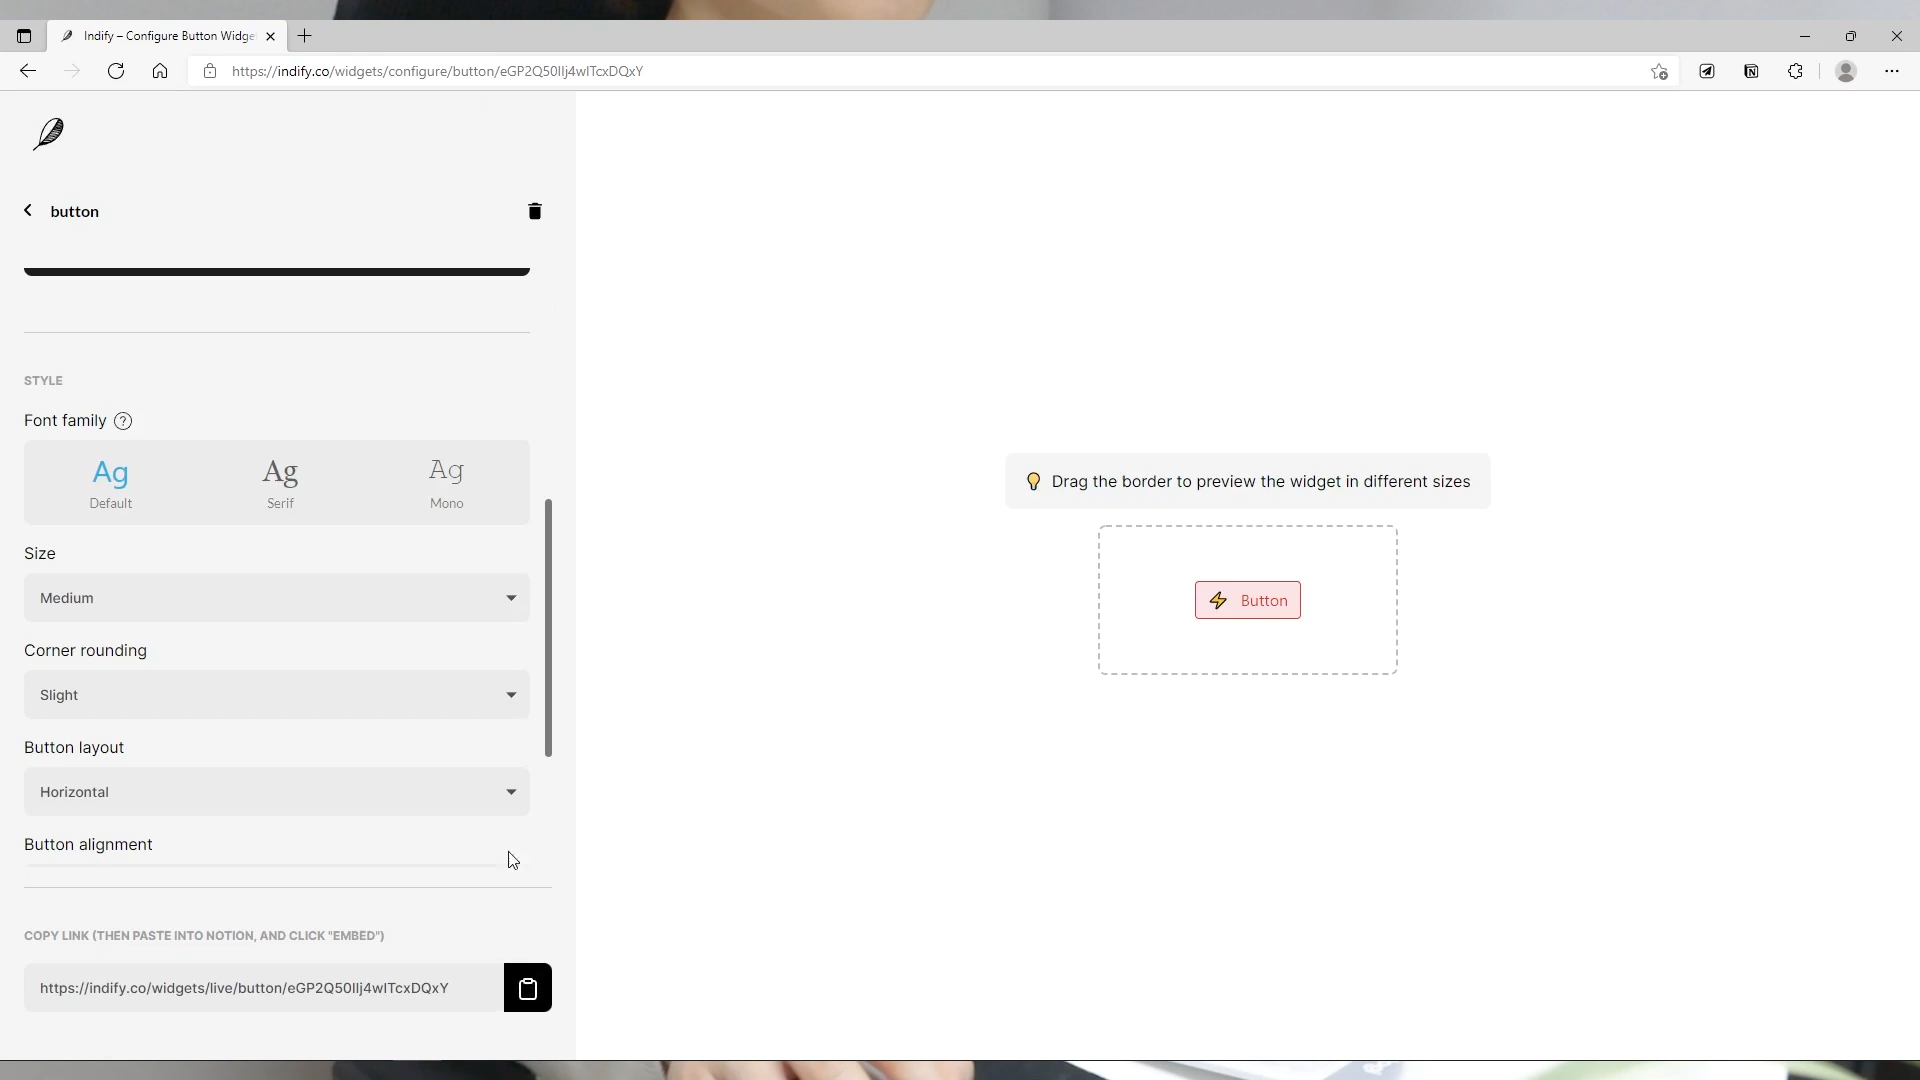 Indify – Configure Button Widge
https://indify.co/widgets/configure/button/eGP2Q50Ilj4wlTcxDQxY
button
STYLE
Font family ?
Ag Ag Ag
Default Serif Mono
Size
Medium
Corner rounding
Slight
Button layout
Horizontal
Button alignment
COPY LINK (THEN PASTE INTO NOTION, AND CLICK "EMBED")
https://indify.co/widgets/live/button/eGP2Q50Ilj4wlTcxDQxY
Drag the border to preview the widget in different sizes
Button